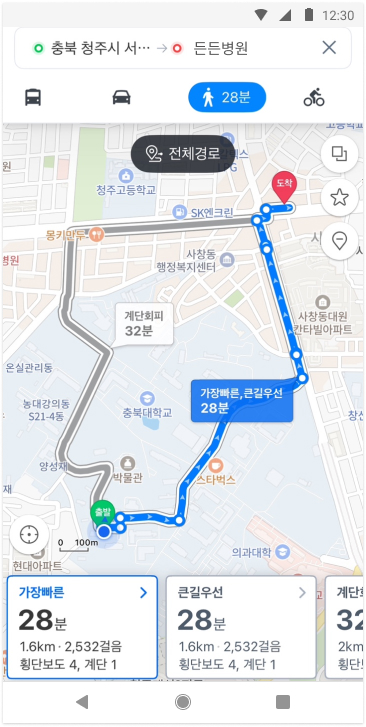 12:30
충북 청주시 서… → 든든병원
28분
전체경로
청주고등학교
도착
SK엔크린
몽키만두
병원
사창동
행정복지센터
사창동대원
칸타빌아파트
계단회피
32분
온실관리동
가장빠른,큰길우선
28분
농대강의동
S21-4동
충북대학교
양성재
박물관
스타벅스
출발
0 100m
의과대학
현대아파트
가장빠른
28분
1.6km · 2,532걸음
횡단보도 4, 계단 1
큰길우선
28분
1.6km · 2,532걸음
횡단보도 4, 계단 1
계단회
32
2km
횡단